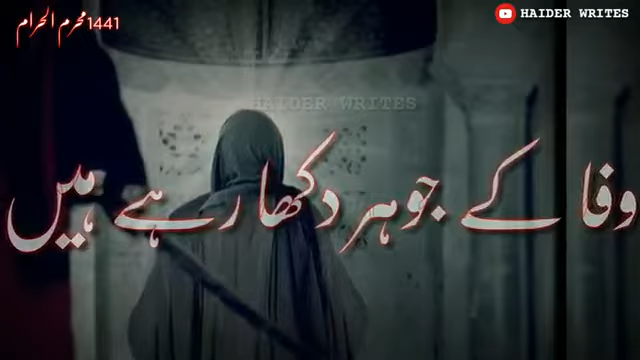 1441 محرم الحرام
HAIDER WRITES
HAIDER WRITES
وفا کے جوہر دکھا رہے ہیں